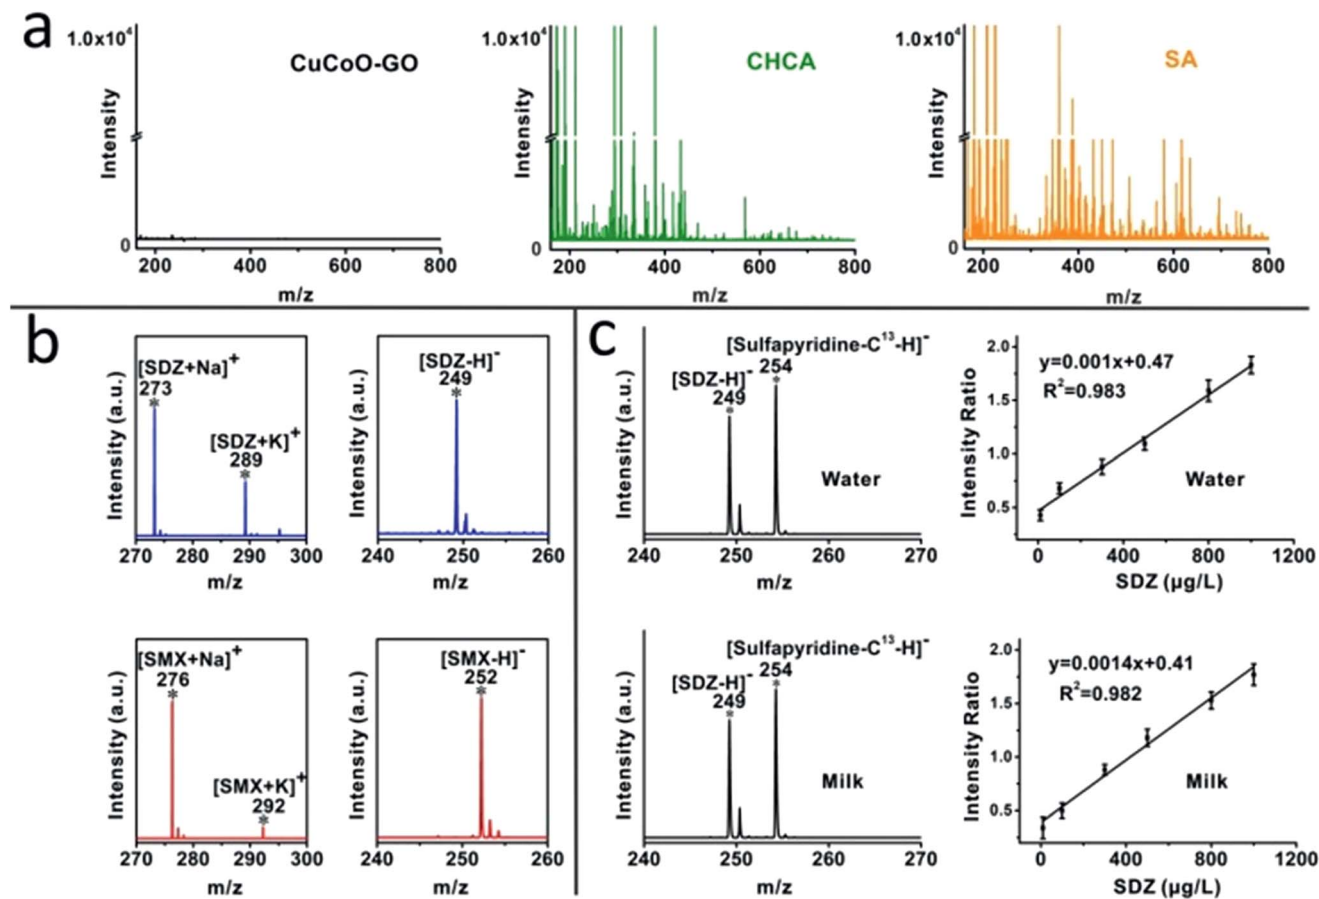 a
1.0x10⁴
CuCoO-GO
Intensity
0
200 400 600 800
m/z
1.0x10⁴
CHCA
Intensity
0
200 400 600 800
m/z
1.0x10⁴
SA
Intensity
0
200 400 600 800
m/z
b
[SDZ+Na]⁺
273
[SDZ+K]⁺
289
Intensity (a.u.)
270 280 290 300
m/z
[SDZ-H]⁻
249
Intensity (a.u.)
240 250 260
m/z
[SMX+Na]⁺
276
[SMX+K]⁺
292
Intensity (a.u.)
270 280 290 300
m/z
[SMX-H]⁻
252
Intensity (a.u.)
240 250 260
m/z
c
[Sulfapyridine-C¹³-H]⁻
254
[SDZ-H]⁻
249
Water
Intensity (a.u.)
240 250 260 270
m/z
2.0
1.5
1.0
0.5
y=0.001x+0.47
R²=0.983
Water
Intensity Ratio
0 400 800 1200
SDZ (µg/L)
[Sulfapyridine-C¹³-H]⁻
254
[SDZ-H]⁻
249
Milk
Intensity (a.u.)
240 250 260 270
m/z
2.0
1.5
1.0
0.5
y=0.0014x+0.41
R²=0.982
Milk
Intensity Ratio
0 400 800 1200
SDZ (µg/L)